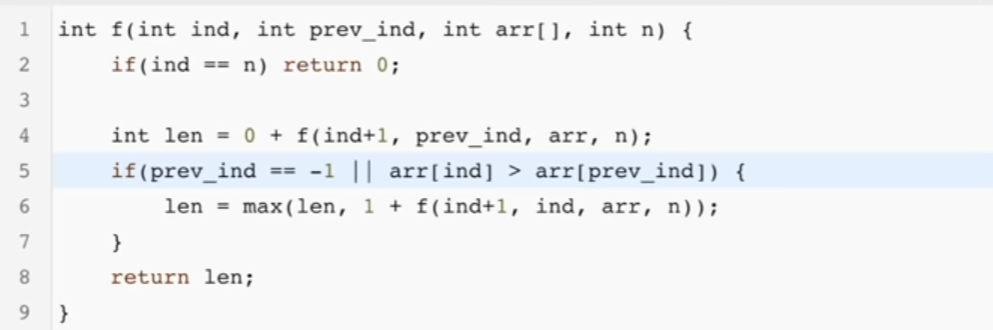 1 int f(int ind, int prev_ind, int arr[], int n) {
2     if(ind == n) return 0;
3
4     int len = 0 + f(ind+1, prev_ind, arr, n);
5     if(prev_ind == -1 || arr[ind] > arr[prev_ind]) {
6         len = max(len, 1 + f(ind+1, ind, arr, n));
7     }
8     return len;
9 }